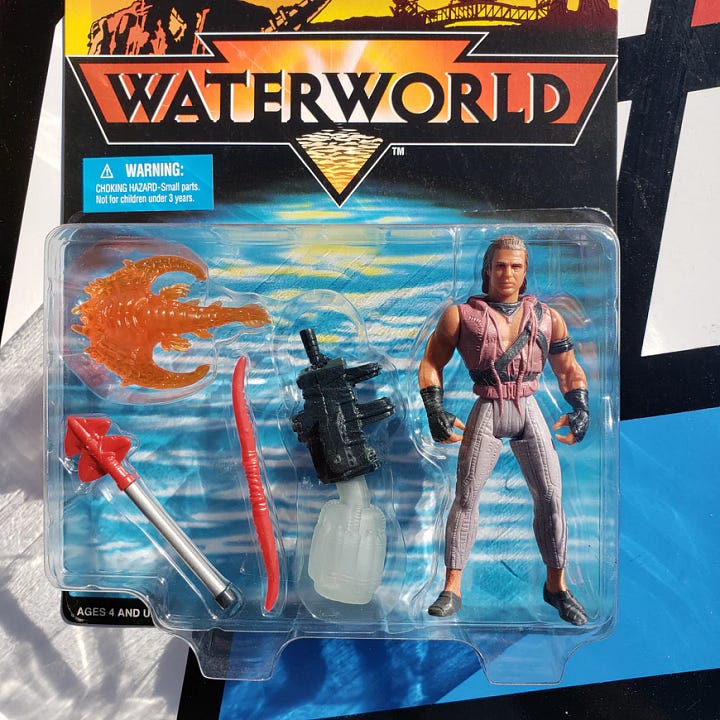 WATERWORLD
TM
⚠ WARNING:
CHOKING HAZARD-Small parts.
Not for children under 3 years.
AGES 4 AND U